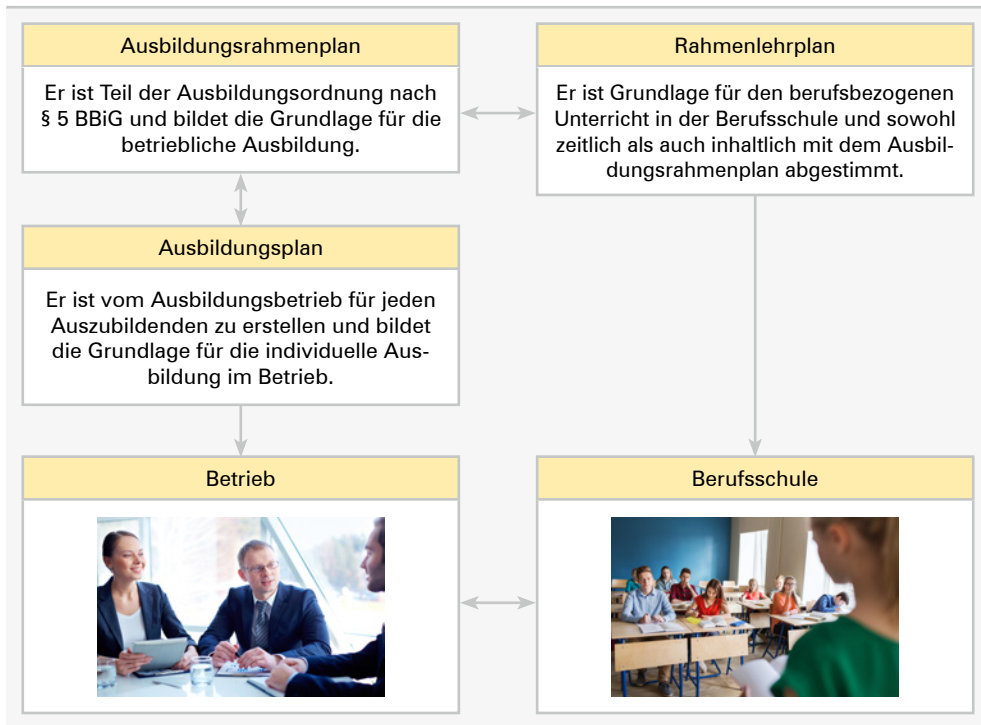 Ausbildungsrahmenplan
Er ist Teil der Ausbildungsordnung nach
§ 5 BBiG und bildet die Grundlage für die
betriebliche Ausbildung.
Rahmenlehrplan
Er ist Grundlage für den berufsbezogenen
Unterricht in der Berufsschule und sowohl
zeitlich als auch inhaltlich mit dem Ausbil-
dungsrahmenplan abgestimmt.
Ausbildungsplan
Er ist vom Ausbildungsbetrieb für jeden
Auszubildenden zu erstellen und bildet
die Grundlage für die individuelle Aus-
bildung im Betrieb.
Betrieb
Berufsschule